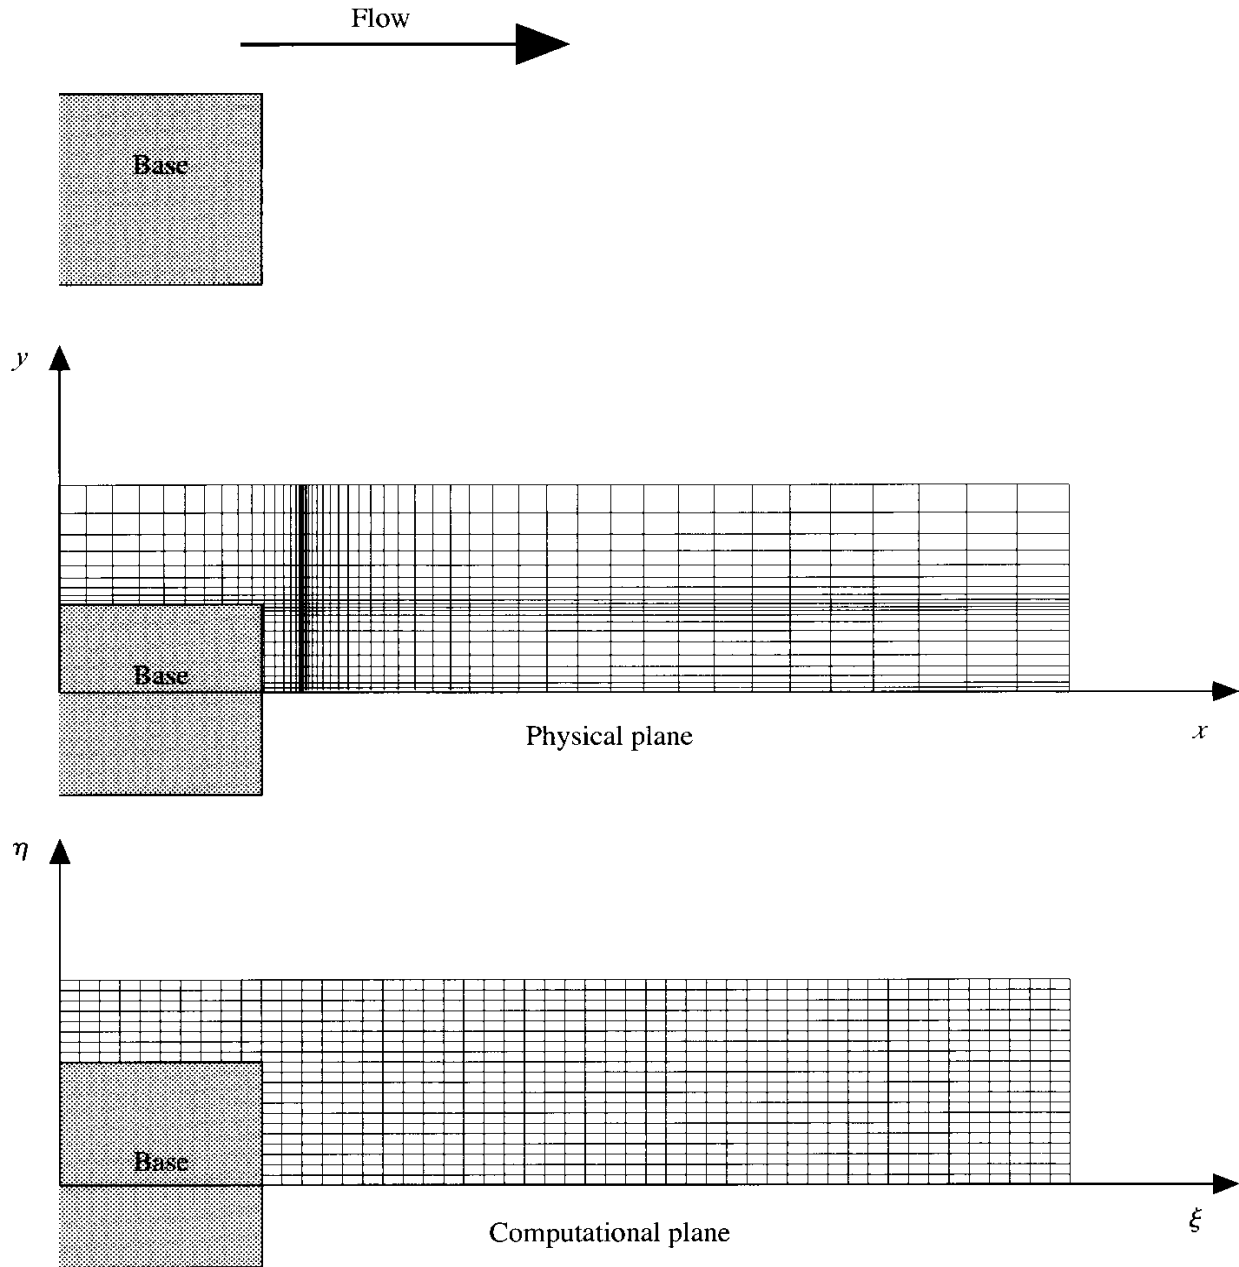 Flow
Base
y
Base
Physical plane
x
η
Base
Computational plane
ξ